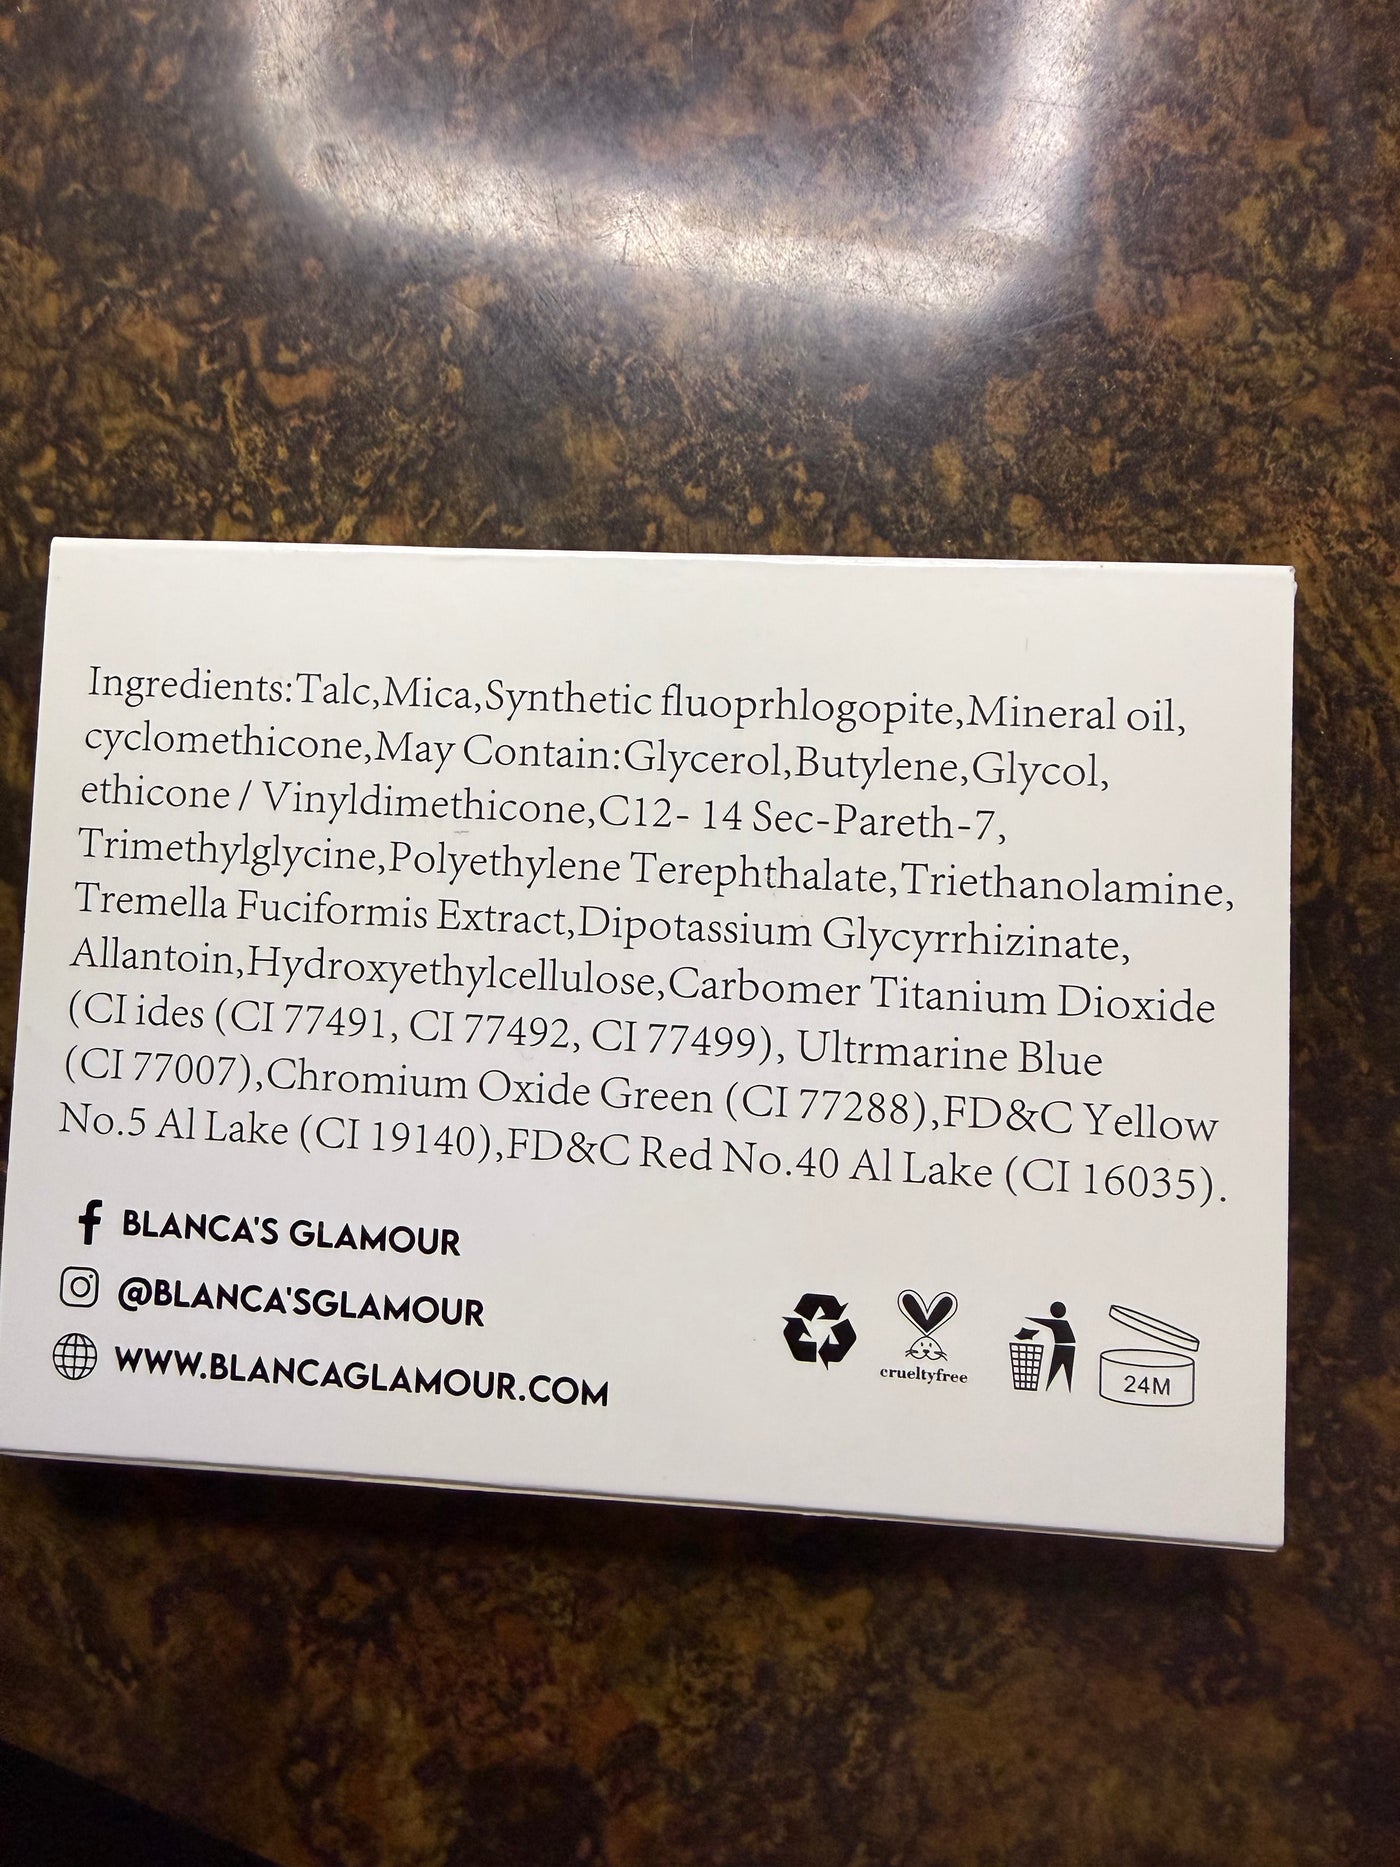 Ingredients:Talc,Mica,Synthetic fluoprhlogopite,Mineral oil,
cyclomethicone,May Contain:Glycerol,Butylene,Glycol,
ethicone / Vinyldimethicone,C12- 14 Sec-Pareth-7,
Trimethylglycine,Polyethylene Terephthalate,Triethanolamine,
Tremella Fuciformis Extract,Dipotassium Glycyrrhizinate,
Allantoin,Hydroxyethylcellulose,Carbomer Titanium Dioxide
(CI ides (CI 77491, CI 77492, CI 77499), Ultrmarine Blue
(CI 77007),Chromium Oxide Green (CI 77288),FD&C Yellow
No.5 Al Lake (CI 19140),FD&C Red No.40 Al Lake (CI 16035).
BLANCA'S GLAMOUR
@BLANCA'SGLAMOUR
WWW.BLANCAGLAMOUR.COM
crueltyfree
24M